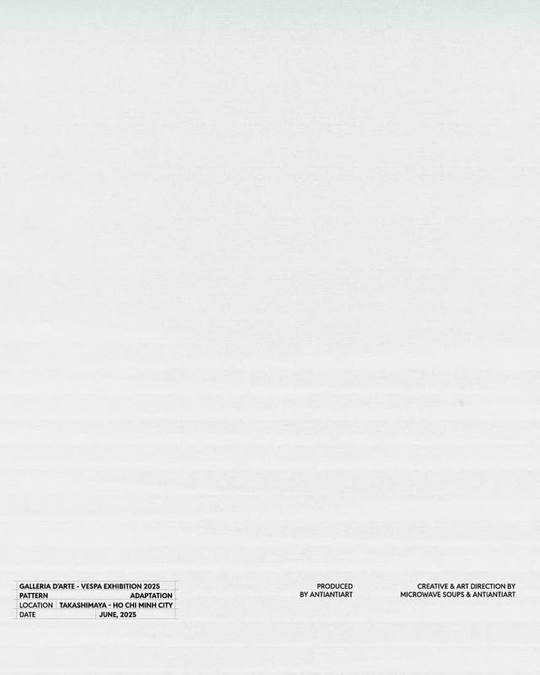 GALLERIA D'ARTE - VESPA EXHIBITION 2025
PATTERN ADAPTATION
LOCATION TAKASHIMAYA - HO CHI MINH CITY
DATE JUNE, 2025
PRODUCED
BY ANTIANTIART
CREATIVE & ART DIRECTION BY
MICROWAVE SOUPS & ANTIANTIART